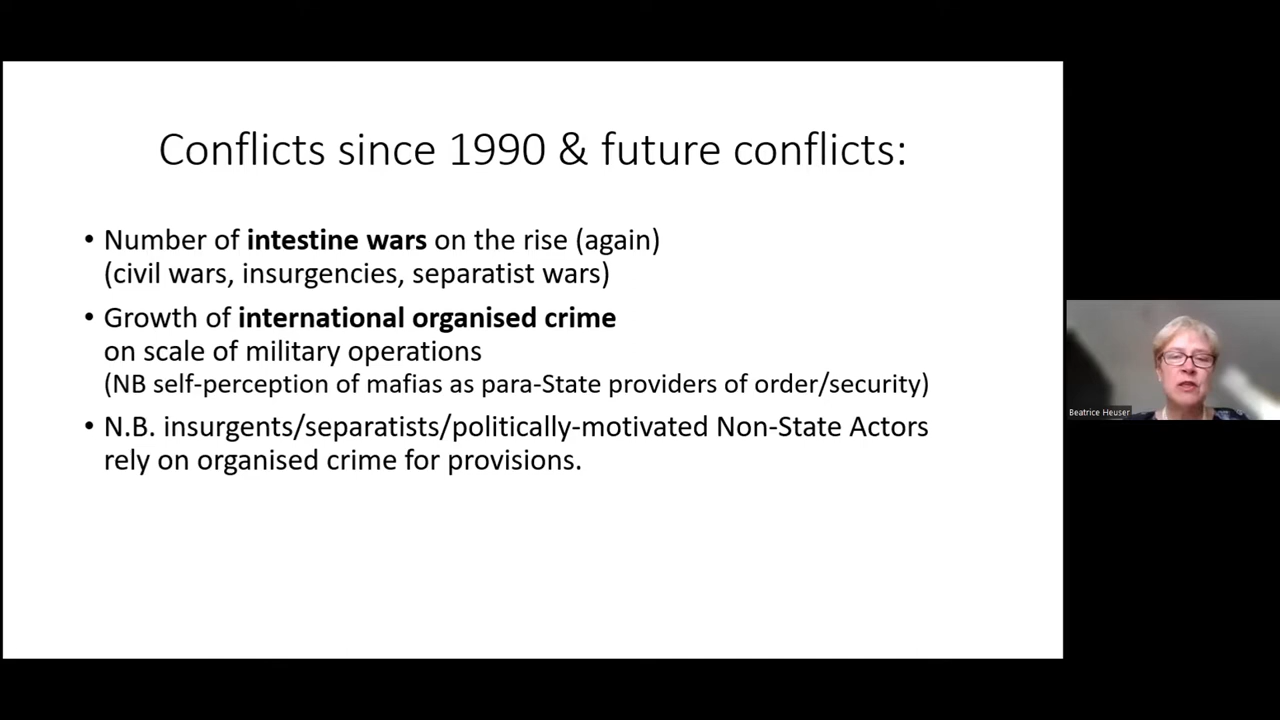 Conflicts since 1990 & future conflicts:
• Number of intestine wars on the rise (again)
(civil wars, insurgencies, separatist wars)
• Growth of international organised crime
on scale of military operations
(NB self-perception of mafias as para-State providers of order/security)
• N.B. insurgents/separatists/politically-motivated Non-State Actors
rely on organised crime for provisions.
Beatrice Heuser